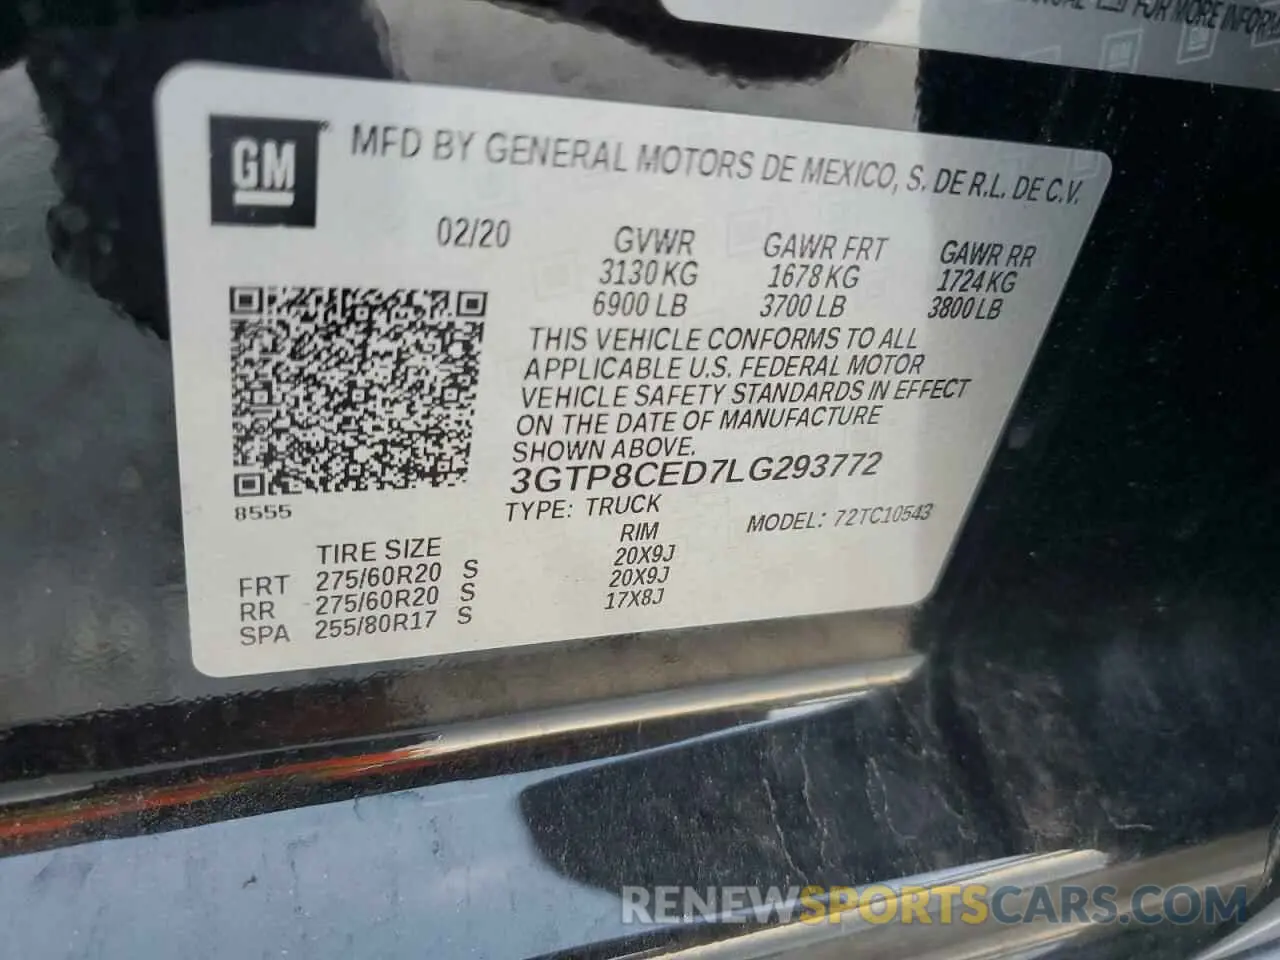 FOR MORE INFORM
GM
MFD BY GENERAL MOTORS DE MEXICO, S. DE R.L. DE C.V.
02/20
GVWR GAWR FRT GAWR RR
3130 KG 1678 KG 1724 KG
6900 LB 3700 LB 3800 LB
THIS VEHICLE CONFORMS TO ALL
APPLICABLE U.S. FEDERAL MOTOR
VEHICLE SAFETY STANDARDS IN EFFECT
ON THE DATE OF MANUFACTURE
SHOWN ABOVE.
3GTP8CED7LG293772
8555
TYPE: TRUCK MODEL: 72TC10543
TIRE SIZE RIM
FRT 275/60R20 S 20X9J
RR 275/60R20 S 20X9J
SPA 255/80R17 S 17X8J
RENEWSPORTSCARS.COM